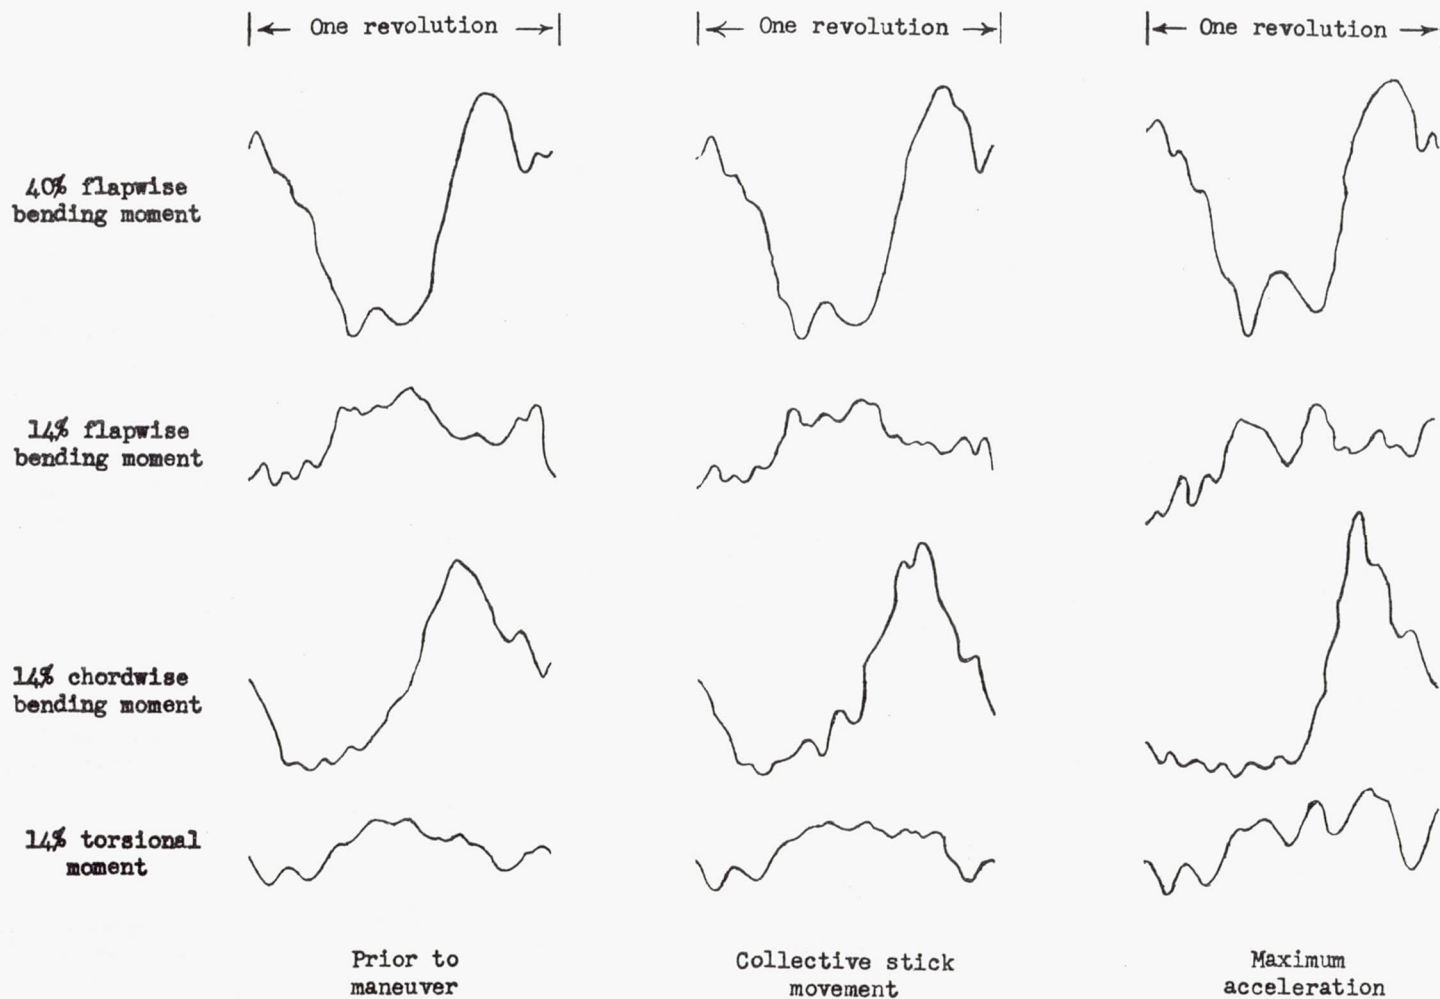 One revolution
One revolution
One revolution
40% flapwise
bending moment
14% flapwise
bending moment
14% chordwise
bending moment
14% torsional
moment
Prior to
maneuver
Collective stick
movement
Maximum
acceleration